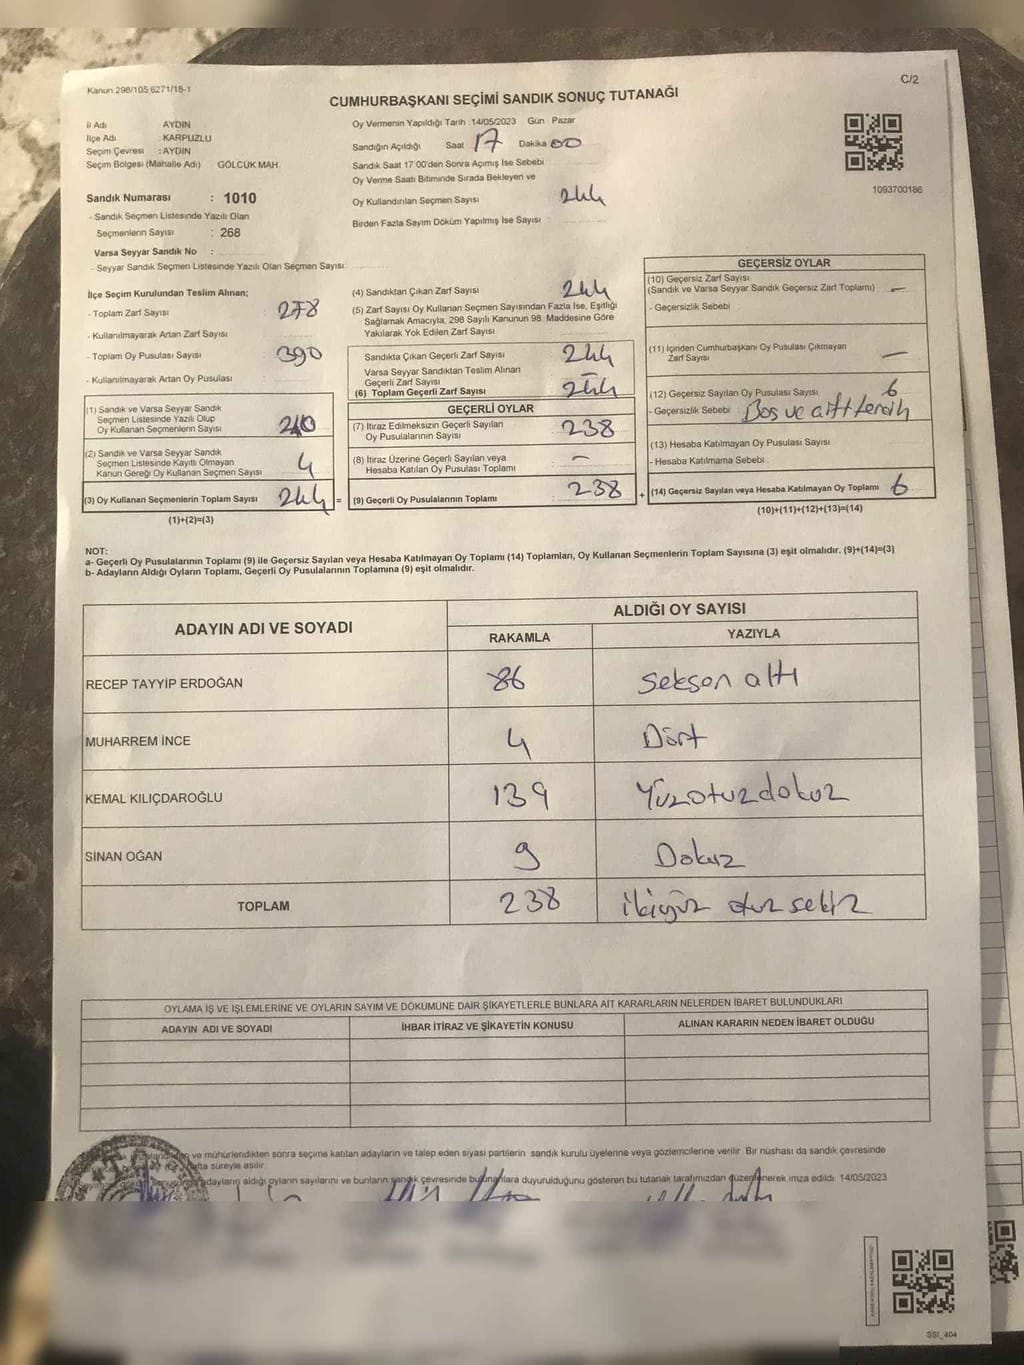 Kanun 298/105,6271/18-1
C/2
CUMHURBAŞKANI SEÇİMİ SANDIK SONUÇ TUTANAĞI
İl Adı AYDIN
İlçe Adı : KARPUZLU
Seçim Çevresi : AYDIN
Seçim Bölgesi (Mahalle Adı) GÖLCÜK MAH.
Sandık Numarası : 1010
- Sandık Seçmen Listesinde Yazılı Olan
Seçmenlerin Sayısı : 268
Varsa Seyyar Sandık No :
- Seyyar Sandık Seçmen Listesinde Yazılı Olan Seçmen Sayısı:
Oy Vermenin Yapıldığı Tarih :14/05/2023 Gün : Pazar
Sandığın Açıldığı Saat : 17 Dakika : 00
Sandık Saat 17:00'den Sonra Açılmış İse Sebebi :
Oy Verme Saati Bitiminde Sırada Bekleyen ve
Oy Kullandırılan Seçmen Sayısı : 244
Birden Fazla Sayım Döküm Yapılmış İse Sayısı :
1093700186
İlçe Seçim Kurulundan Teslim Alınan;
- Toplam Zarf Sayısı : 278
- Kullanılmayarak Artan Zarf Sayısı :
- Toplam Oy Pusulası Sayısı : 390
- Kullanılmayarak Artan Oy Pusulası :
(1) Sandık ve Varsa Seyyar Sandık
Seçmen Listesinde Yazılı Olup
Oy Kullanan Seçmenlerin Sayısı : 240
(2) Sandık ve Varsa Seyyar Sandık
Seçmen Listesinde Kayıtlı Olmayan
Kanun Gereği Oy Kullanan Seçmen Sayısı : 4
(3) Oy Kullanan Seçmenlerin Toplam Sayısı : 244 =
(1)+(2)=(3)
(4) Sandıktan Çıkan Zarf Sayısı : 244
(5) Zarf Sayısı Oy Kullanan Seçmen Sayısından Fazla İse, Eşitliği
Sağlamak Amacıyla, 298 Sayılı Kanunun 98. Maddesine Göre
Yakılarak Yok Edilen Zarf Sayısı :
Sandıkta Çıkan Geçerli Zarf Sayısı : 244
Varsa Seyyar Sandıktan Teslim Alınan
Geçerli Zarf Sayısı : –
(6) Toplam Geçerli Zarf Sayısı : 244
GEÇERLİ OYLAR
(7) İtiraz Edilmeksizin Geçerli Sayılan
Oy Pusulalarının Sayısı : 238
(8) İtiraz Üzerine Geçerli Sayılan veya
Hesaba Katılan Oy Pusulası Toplamı : –
(9) Geçerli Oy Pusulalarının Toplamı : 238 +
GEÇERSİZ OYLAR
(10) Geçersiz Zarf Sayısı
(Sandık ve Varsa Seyyar Sandık Geçersiz Zarf Toplamı) : –
- Geçersizlik Sebebi :
(11) İçinden Cumhurbaşkanı Oy Pusulası Çıkmayan
Zarf Sayısı : –
(12) Geçersiz Sayılan Oy Pusulası Sayısı : 6
- Geçersizlik Sebebi : Boş ve çift tercih
(13) Hesaba Katılmayan Oy Pusulası Sayısı :
- Hesaba Katılmama Sebebi :
(14) Geçersiz Sayılan veya Hesaba Katılmayan Oy Toplamı : 6
(10)+(11)+(12)+(13)=(14)
NOT:
a- Geçerli Oy Pusulalarının Toplamı (9) ile Geçersiz Sayılan veya Hesaba Katılmayan Oy Toplamı (14) Toplamları, Oy Kullanan Seçmenlerin Toplam Sayısına (3) eşit olmalıdır. (9)+(14)=(3)
b- Adayların Aldığı Oyların Toplamı, Geçerli Oy Pusulalarının Toplamına (9) eşit olmalıdır.
ADAYIN ADI VE SOYADI
ALDIĞI OY SAYISI
RAKAMLA YAZIYLA
RECEP TAYYİP ERDOĞAN 86 Seksen altı
MUHARREM İNCE 4 Dört
KEMAL KILIÇDAROĞLU 139 Yüzotuzdokuz
SİNAN OĞAN 9 Dokuz
TOPLAM 238 ikiyüz otuz sekiz
OYLAMA İŞ VE İŞLEMLERİNE VE OYLARIN SAYIM VE DÖKÜMÜNE DAİR ŞİKAYETLERLE BUNLARA AİT KARARLARIN NELERDEN İBARET BULUNDUKLARI
ADAYIN ADI VE SOYADI İHBAR İTİRAZ VE ŞİKAYETİN KONUSU ALINAN KARARIN NEDEN İBARET OLDUĞU
ve mühürlendikten sonra seçime katılan adayların ve talep eden siyasi partilerin sandık kurulu üyelerine veya gözlemcilerine verilir. Bir nüshası da sandık çevresinde
hafta süreyle asılır.
adayların aldığı oyların sayılarını ve bunların sandık çevresinde bulunanlara duyurulduğunu gösteren bu tutanak tarafımızdan düzenlenerek imza edildi. 14/05/2023
SSI_404